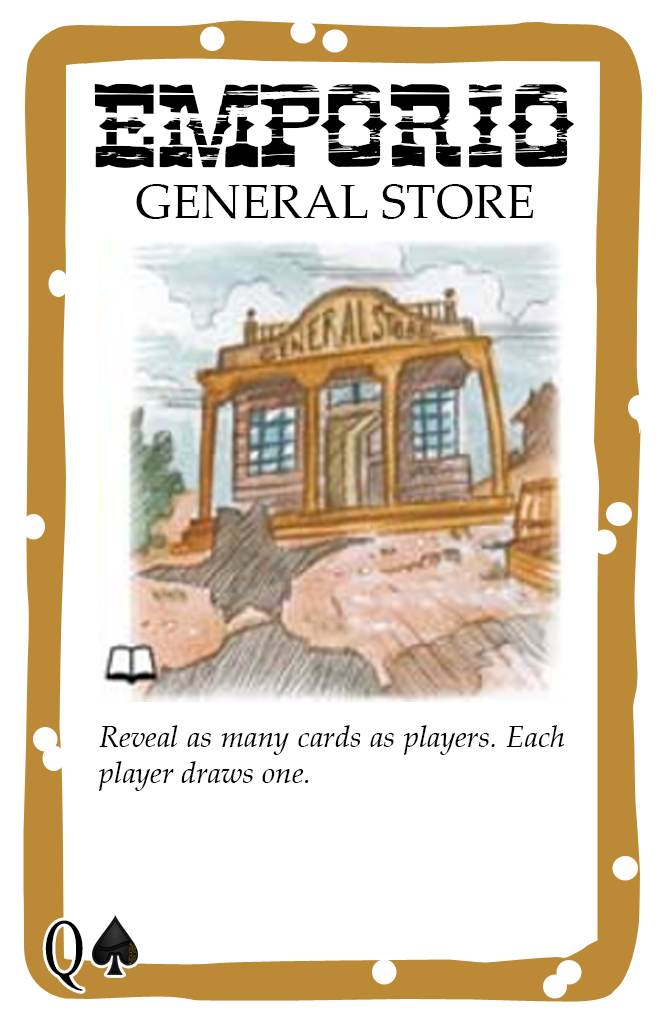 EMPORIO
GENERAL STORE
GENERAL STORE
Reveal as many cards as players. Each
player draws one.
Q